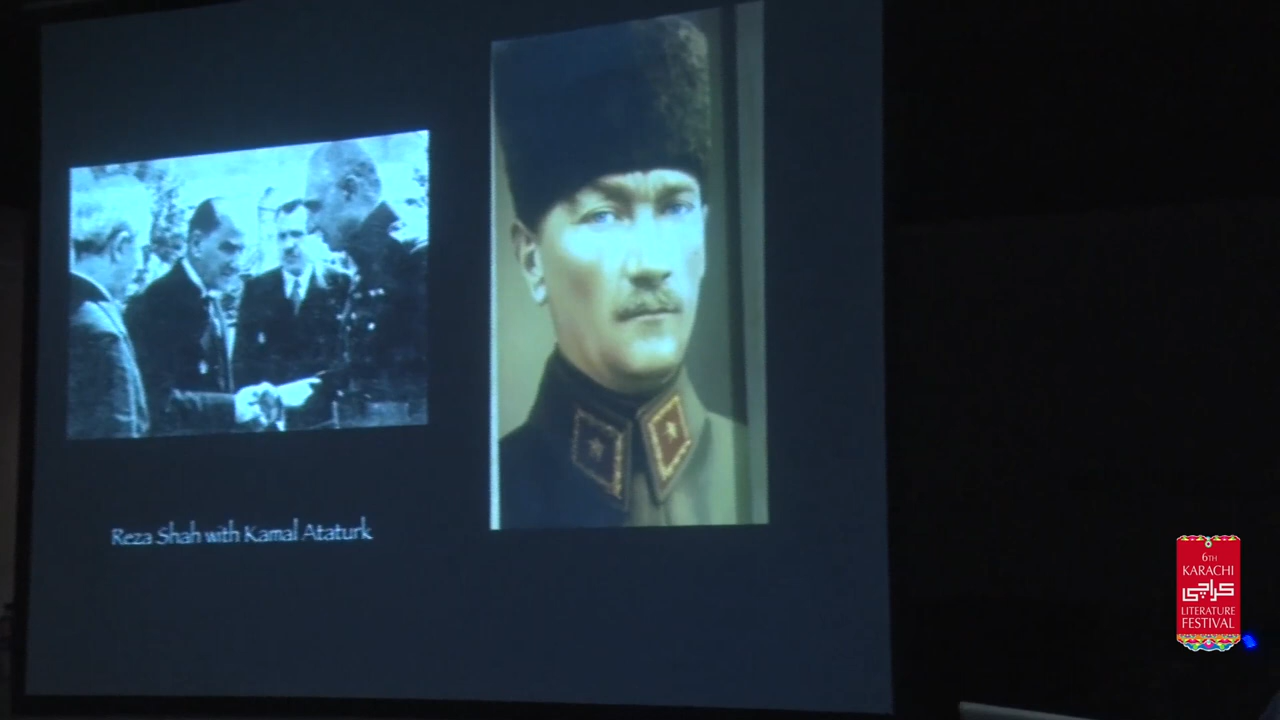 Reza Shah with Kamal Ataturk
6TH
KARACHI
کراچی
LITERATURE
FESTIVAL